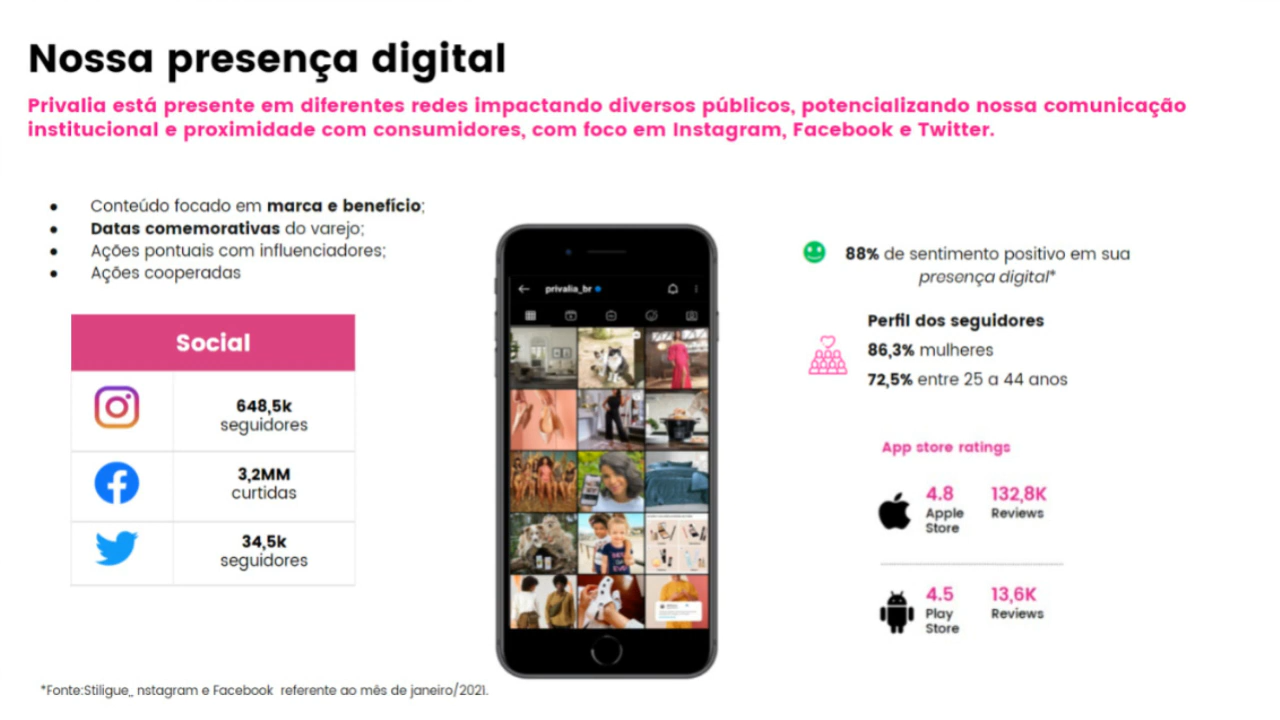 Nossa presença digital
Privalia está presente em diferentes redes impactando diversos públicos, potencializando nossa comunicação
institucional e proximidade com consumidores, com foco em Instagram, Facebook e Twitter.
• Conteúdo focado em marca e benefício;
• Datas comemorativas do varejo;
• Ações pontuais com influenciadores;
• Ações cooperadas
Social
648,5k
seguidores
3,2MM
curtidas
34,5k
seguidores
privalia_br
88% de sentimento positivo em sua
presença digital*
Perfil dos seguidores
86,3% mulheres
72,5% entre 25 a 44 anos
App store ratings
4.8 132,8K
Apple Reviews
Store
4.5 13,6K
Play Reviews
Store
*Fonte:Stiligue,, nstagram e Facebook referente ao mês de janeiro/2021.